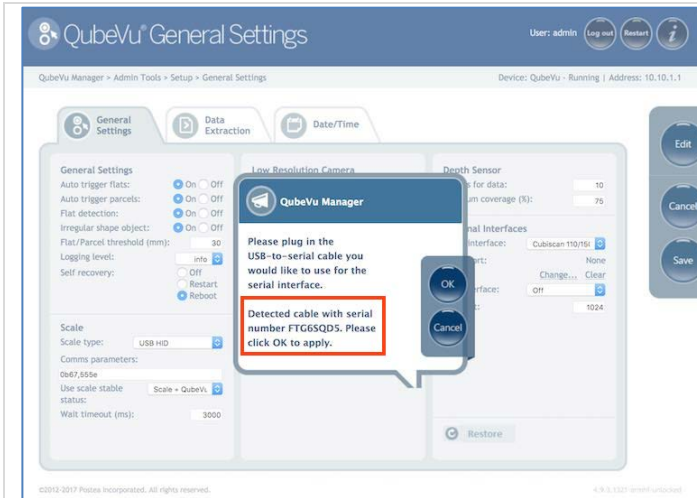 QubeVu® General Settings
User: admin
Log out
Restart
i
QubeVu Manager > Admin Tools > Setup > General Settings
Device: QubeVu - Running | Address: 10.10.1.1
General
Settings
Data
Extraction
Date/Time
Edit
Cancel
Save
General Settings
Auto trigger flats: On Off
Auto trigger parcels: On Off
Flat detection: On Off
Irregular shape object: On Off
Flat/Parcel threshold (mm): 30
Logging level: info
Self recovery: Off
Restart
Reboot
Scale
Scale type: USB HID
Comms parameters:
0b67,555e
Use scale stable
status:
Scale + QubeVu
Wait timeout (ms): 3000
Low Resolution Camera
QubeVu Manager
Please plug in the
USB-to-serial cable you
would like to use for the
serial interface.
Detected cable with serial
number FTG6SQD5. Please
click OK to apply.
OK
Cancel
Depth Sensor
for data: 10
coverage (%): 75
Interfaces
interface: Cubiscan 110/15
None
Change... Clear
Off
1024
Restore
©2012-2017 Postea Incorporated. All rights reserved.